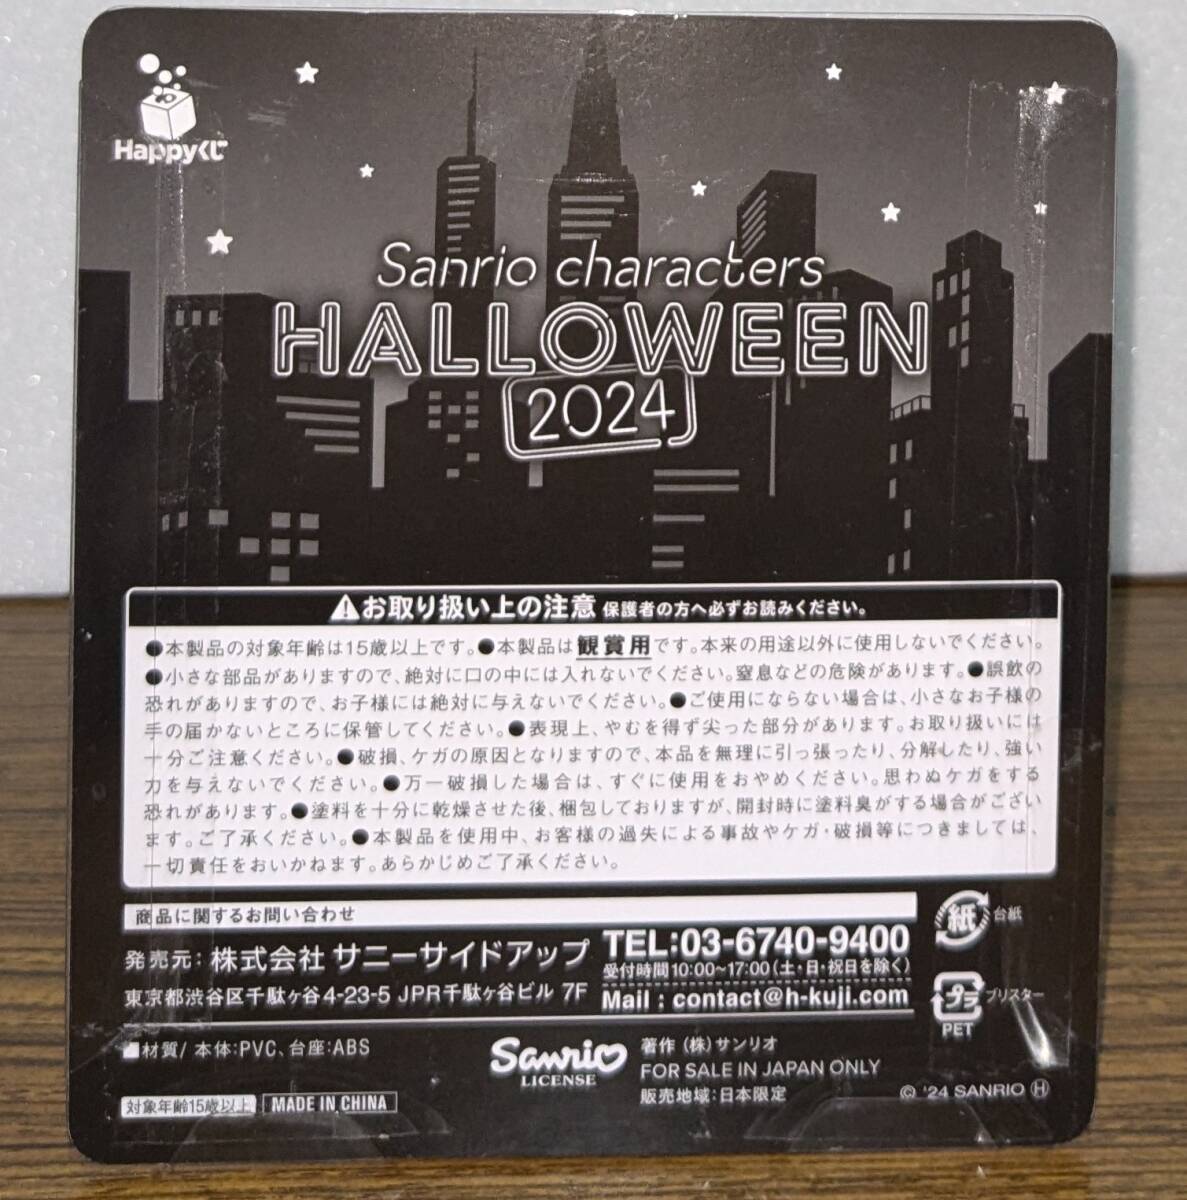 Happyくじ
Sanrio characters
HALLOWEEN
2024
⚠お取り扱い上の注意 保護者の方へ必ずお読みください。
●本製品の対象年齢は15歳以上です。●本製品は観賞用です。本来の用途以外に使用しないでください。
●小さな部品がありますので、絶対に口の中には入れないでください。窒息などの危険があります。●誤飲の
恐れがありますので、お子様には絶対に与えないでください。●ご使用にならない場合は、小さなお子様の
手の届かないところに保管してください。●表現上、やむを得ず尖った部分があります。お取り扱いには
十分ご注意ください。●破損、ケガの原因となりますので、本品を無理に引っ張ったり、分解したり、強い
力を与えないでください。●万一破損した場合は、すぐに使用をおやめください。思わぬケガをする
恐れがあります。●塗料を十分に乾燥させた後、梱包しておりますが、開封時に塗料臭がする場合がござい
ます。ご了承ください。●本製品を使用中、お客様の過失による事故やケガ・破損等につきましては、
一切責任をおいかねます。あらかじめご了承ください。
商品に関するお問い合わせ
発売元：株式会社 サニーサイドアップ
東京都渋谷区千駄ヶ谷4-23-5 JPR千駄ヶ谷ビル 7F
TEL:03-6740-9400
受付時間10:00~17:00(土・日・祝日を除く)
Mail : contact@h-kuji.com
紙 台紙
プラ ブリスター
PET
■材質/ 本体:PVC、台座:ABS
対象年齢15歳以上 MADE IN CHINA
Sanrio
LICENSE
著作 (株)サンリオ
FOR SALE IN JAPAN ONLY
販売地域：日本限定
© '24 SANRIO Ⓗ